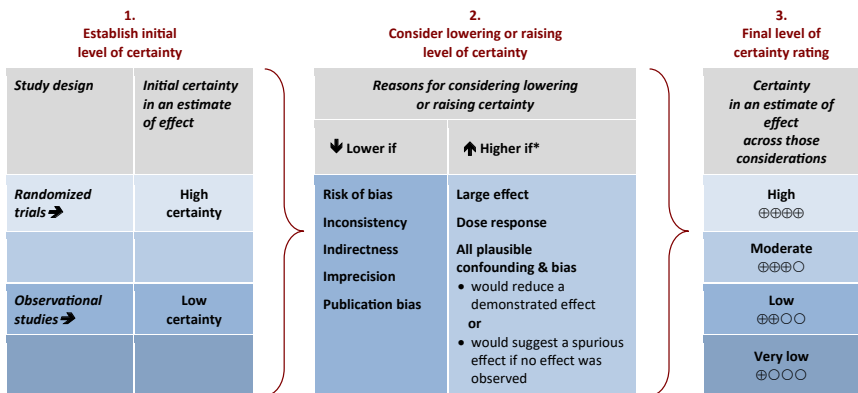 1.
Establish initial
level of certainty
2.
Consider lowering or raising
level of certainty
3.
Final level of
certainty rating
Study design
Initial certainty
in an estimate
of effect
Reasons for considering lowering
or raising certainty
🡻 Lower if
🡹 Higher if*
Certainty
in an estimate of
effect
across those
considerations
Randomized
trials 🡺
High
certainty
Observational
studies 🡺
Low
certainty
Risk of bias
Inconsistency
Indirectness
Imprecision
Publication bias
Large effect
Dose response
All plausible
confounding & bias
• would reduce a
demonstrated effect
or
• would suggest a spurious
effect if no effect was
observed
High
⊕⊕⊕⊕
Moderate
⊕⊕⊕○
Low
⊕⊕○○
Very low
⊕○○○